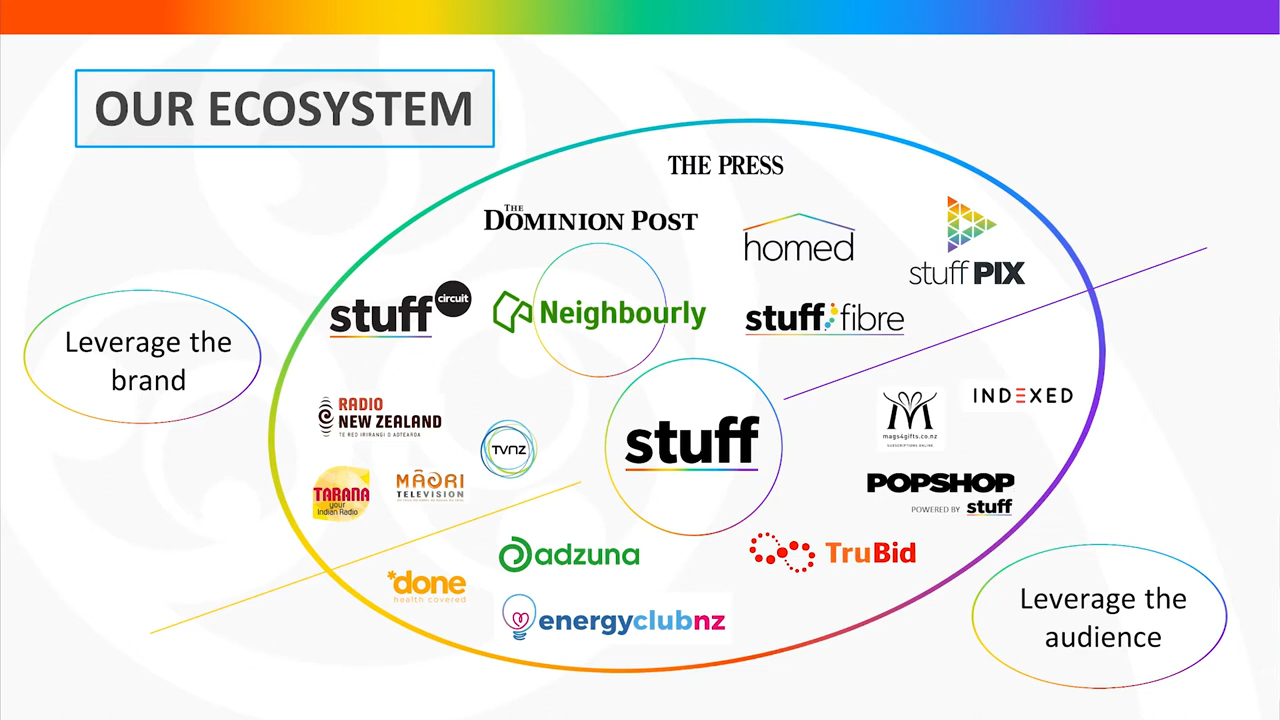 OUR ECOSYSTEM
THE PRESS
THE
DOMINION POST
homed
stuff PIX
stuff circuit
Neighbourly
stuff fibre
Leverage the
brand
RADIO
NEW ZEALAND
TE REO IRIRANGI O AOTEAROA
TVNZ
MĀORI
TELEVISION
TARANA
your
Indian Radio
stuff
INDEXED
M
mags4gifts.co.nz
SUBSCRIPTIONS ONLINE
POPSHOP
POWERED BY stuff
adzuna
TruBid
*done
health covered
energyclubnz
Leverage the
audience